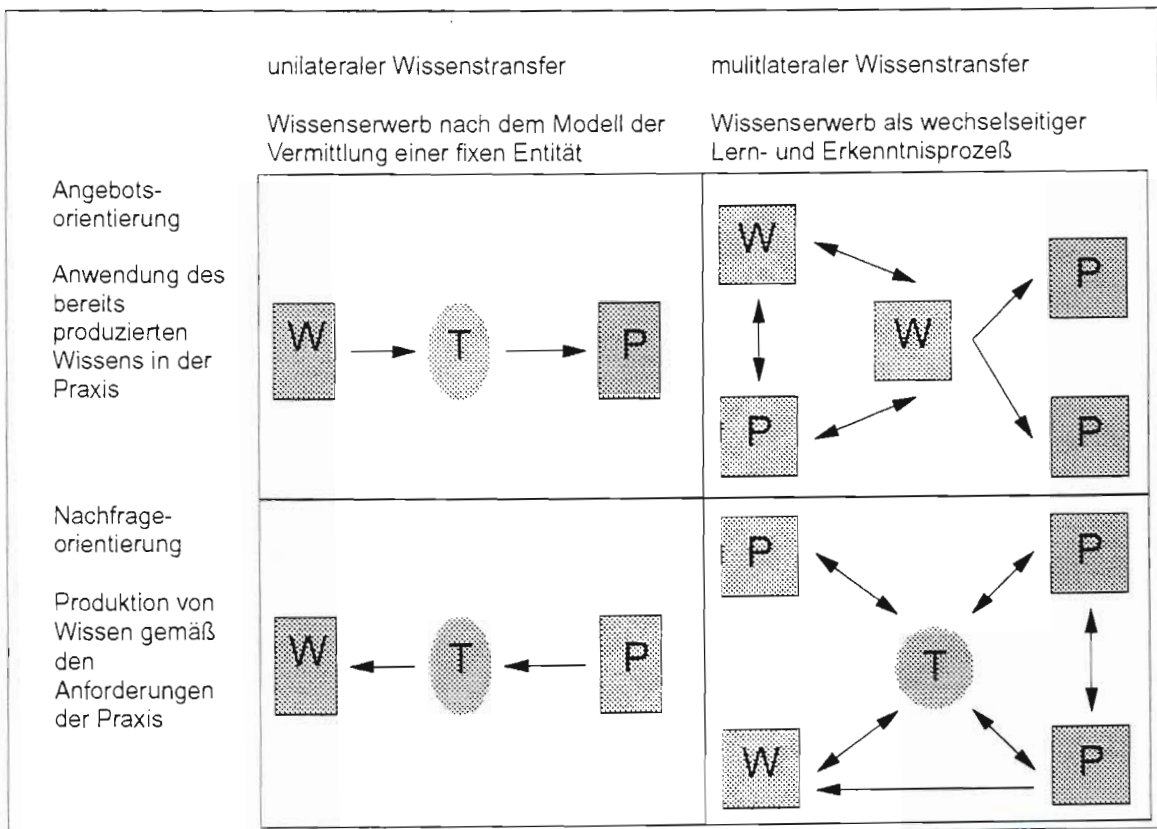 unilateraler Wissenstransfer
Wissenserwerb nach dem Modell der
Vermittlung einer fixen Entität
mulitlateraler Wissenstransfer
Wissenserwerb als wechselseitiger
Lern- und Erkenntnisprozeß
Angebots-
orientierung
Anwendung des
bereits
produzierten
Wissens in der
Praxis
W
T
P
W
P
W
P
P
Nachfrage-
orientierung
Produktion von
Wissen gemäß
den
Anforderungen
der Praxis
W
T
P
P
P
T
W
P